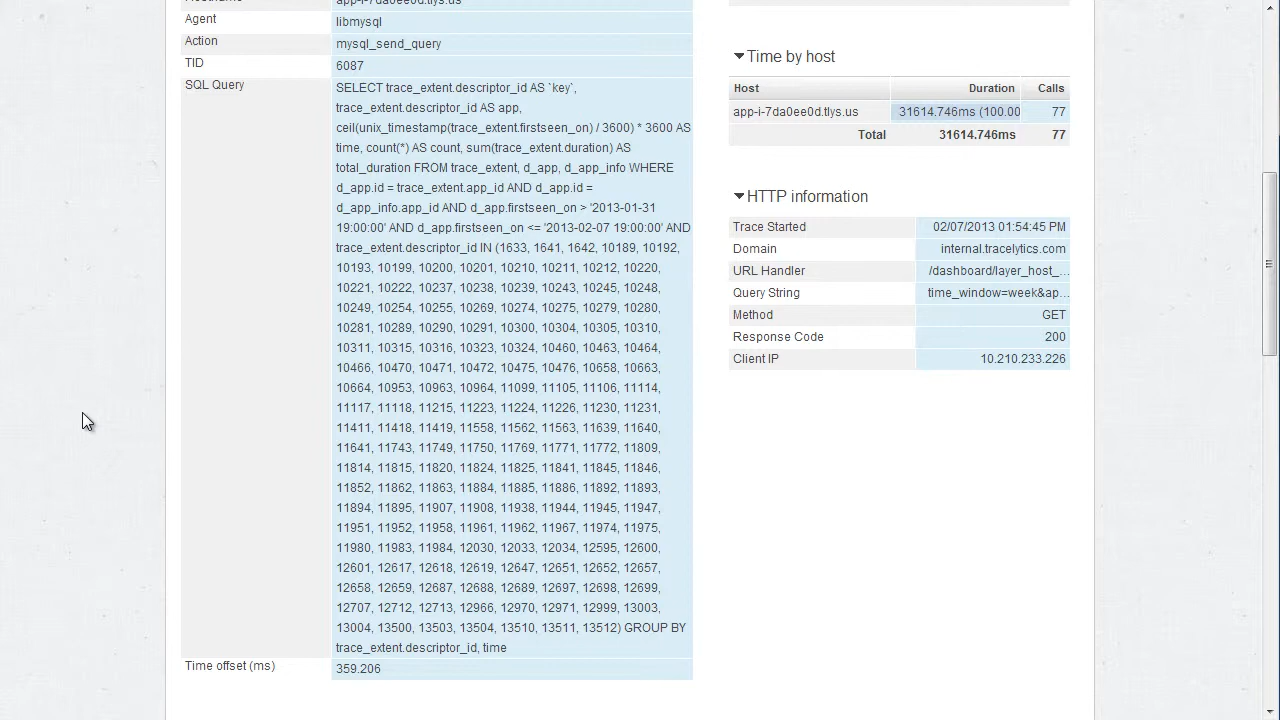 app-i-7da0ee0d.tlys.us
Agent
libmysql
Action
mysql_send_query
TID
6087
SQL Query
SELECT trace_extent.descriptor_id AS `key`,
trace_extent.descriptor_id AS app,
ceil(unix_timestamp(trace_extent.firstseen_on) / 3600) * 3600 AS
time, count(*) AS count, sum(trace_extent.duration) AS
total_duration FROM trace_extent, d_app, d_app_info WHERE
d_app.id = trace_extent.app_id AND d_app.id =
d_app_info.app_id AND d_app.firstseen_on > '2013-01-31
19:00:00' AND d_app.firstseen_on <= '2013-02-07 19:00:00' AND
trace_extent.descriptor_id IN (1633, 1641, 1642, 10189, 10192,
10193, 10199, 10200, 10201, 10210, 10211, 10212, 10220,
10221, 10222, 10237, 10238, 10239, 10243, 10245, 10248,
10249, 10254, 10255, 10269, 10274, 10275, 10279, 10280,
10281, 10289, 10290, 10291, 10300, 10304, 10305, 10310,
10311, 10315, 10316, 10323, 10324, 10460, 10463, 10464,
10466, 10470, 10471, 10472, 10475, 10476, 10658, 10663,
10664, 10953, 10963, 10964, 11099, 11105, 11106, 11114,
11117, 11118, 11215, 11223, 11224, 11226, 11230, 11231,
11411, 11418, 11419, 11558, 11562, 11563, 11639, 11640,
11641, 11743, 11749, 11750, 11769, 11771, 11772, 11809,
11814, 11815, 11820, 11824, 11825, 11841, 11845, 11846,
11852, 11862, 11863, 11884, 11885, 11886, 11892, 11893,
11894, 11895, 11907, 11908, 11938, 11944, 11945, 11947,
11951, 11952, 11958, 11961, 11962, 11967, 11974, 11975,
11980, 11983, 11984, 12030, 12033, 12034, 12595, 12600,
12601, 12617, 12618, 12619, 12647, 12651, 12652, 12657,
12658, 12659, 12687, 12688, 12689, 12697, 12698, 12699,
12707, 12712, 12713, 12966, 12970, 12971, 12999, 13003,
13004, 13500, 13503, 13504, 13510, 13511, 13512) GROUP BY
trace_extent.descriptor_id, time
Time offset (ms)
359.206
Time by host
Host Duration Calls
app-i-7da0ee0d.tlys.us 31614.746ms (100.00 77
Total 31614.746ms 77
HTTP information
Trace Started 02/07/2013 01:54:45 PM
Domain internal.tracelytics.com
URL Handler /dashboard/layer_host_...
Query String time_window=week&ap...
Method GET
Response Code 200
Client IP 10.210.233.226